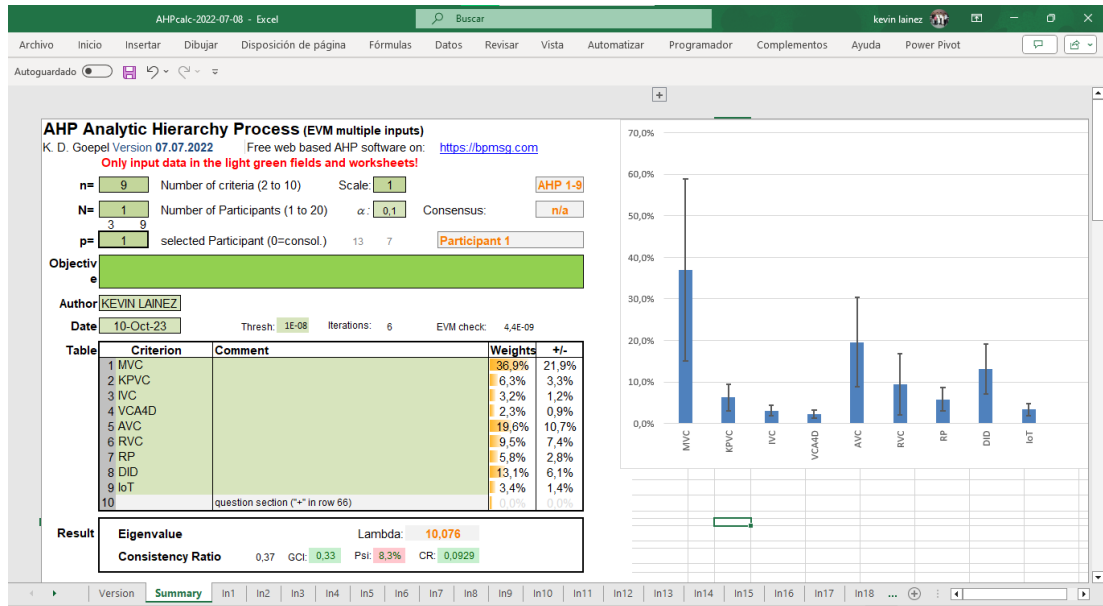 AHPcalc-2022-07-08 - Excel
Buscar
kevin lainez
Archivo Inicio Insertar Dibujar Disposición de página Fórmulas Datos Revisar Vista Automatizar Programador Complementos Ayuda Power Pivot
Autoguardado
+
AHP Analytic Hierarchy Process (EVM multiple inputs)
K. D. Goepel Version 07.07.2022 Free web based AHP software on: https://bpmsg.com
Only input data in the light green fields and worksheets!
n= 9 Number of criteria (2 to 10) Scale: 1 AHP 1-9
N= 1 Number of Participants (1 to 20) α : 0,1 Consensus: n/a
3 9
p= 1 selected Participant (0=consol.) 13 7 Participant 1
Objectiv
e
Author KEVIN LAINEZ
Date 10-Oct-23 Thresh: 1E-08 Iterations: 6 EVM check: 4,4E-09
Table Criterion Comment Weights +/-
1 MVC 36,9% 21,9%
2 KPVC 6,3% 3,3%
3 IVC 3,2% 1,2%
4 VCA4D 2,3% 0,9%
5 AVC 19,6% 10,7%
6 RVC 9,5% 7,4%
7 RP 5,8% 2,8%
8 DID 13,1% 6,1%
9 IoT 3,4% 1,4%
10 question section ("+" in row 66) 0,0% 0,0%
Result Eigenvalue Lambda: 10,076
Consistency Ratio 0,37 GCI: 0,33 Psi: 8,3% CR: 0,0929
70,0%
60,0%
50,0%
40,0%
30,0%
20,0%
10,0%
0,0%
MVC KPVC IVC VCA4D AVC RVC RP DID IoT
Version Summary In1 In2 In3 In4 In5 In6 In7 In8 In9 In10 In11 In12 In13 In14 In15 In16 In17 In18 ...